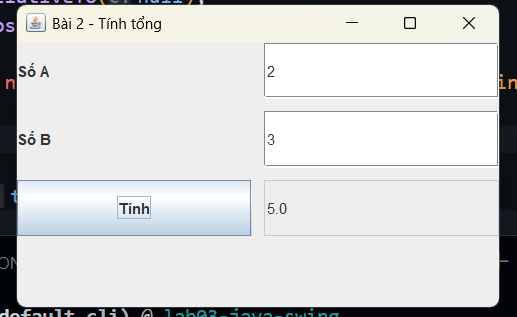 Bài 2 - Tính tổng
Số A
2
Số B
3
Tính
5.0
default cli) @ lab03-java-swing